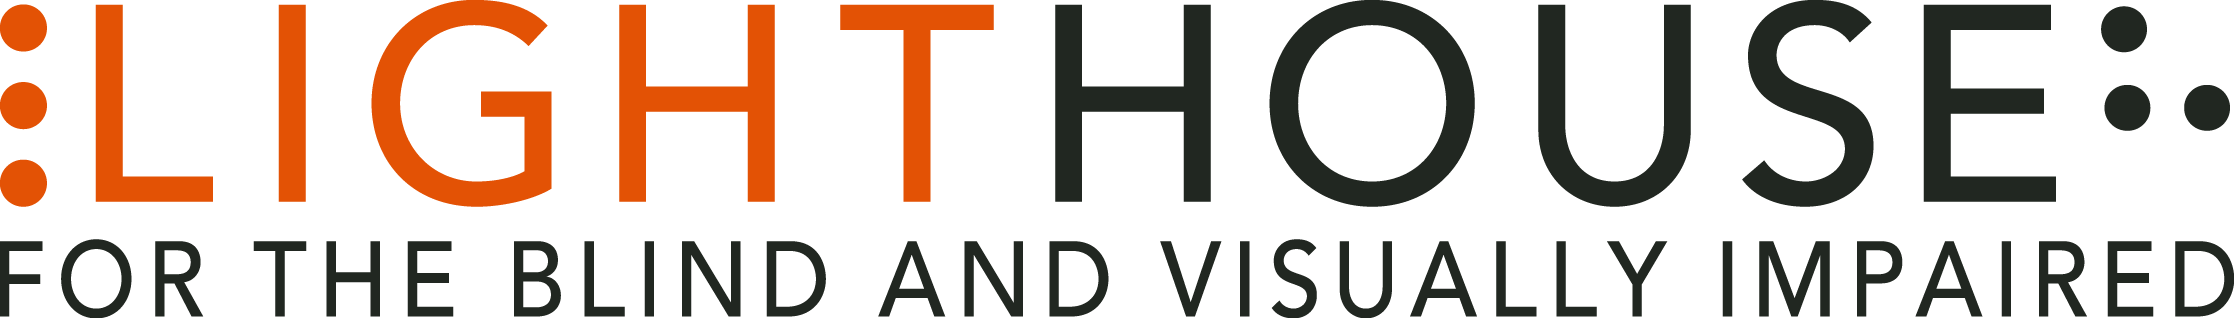 ⠇LIGHTHOUSE⠓
FOR THE BLIND AND VISUALLY IMPAIRED